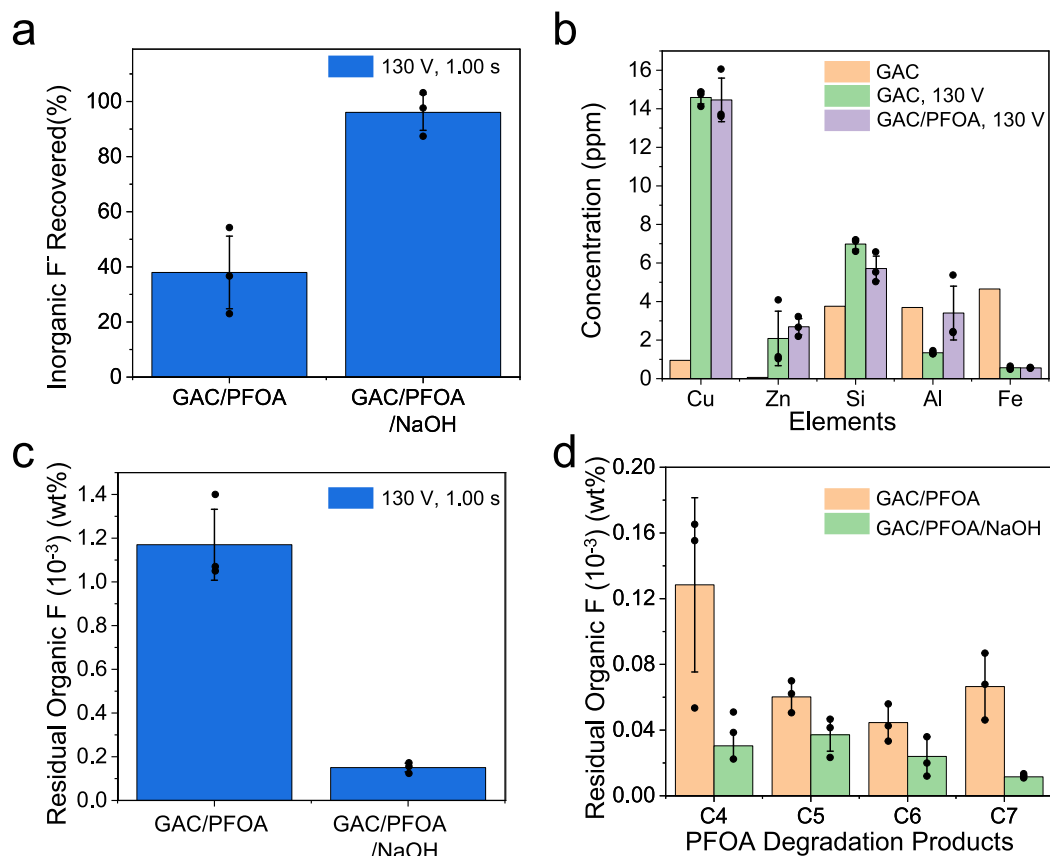 a
Inorganic F⁻ Recovered(%)
100
80
60
40
20
0
130 V, 1.00 s
GAC/PFOA
GAC/PFOA
/NaOH
b
Concentration (ppm)
16
14
12
10
8
6
4
2
0
GAC
GAC, 130 V
GAC/PFOA, 130 V
Cu
Zn
Si
Al
Fe
Elements
c
Residual Organic F (10⁻³) (wt%)
1.4
1.2
1.0
0.8
0.6
0.4
0.2
0.0
130 V, 1.00 s
GAC/PFOA
GAC/PFOA
/NaOH
d
Residual Organic F (10⁻³) (wt%)
0.20
0.16
0.12
0.08
0.04
0.00
GAC/PFOA
GAC/PFOA/NaOH
C4
C5
C6
C7
PFOA Degradation Products